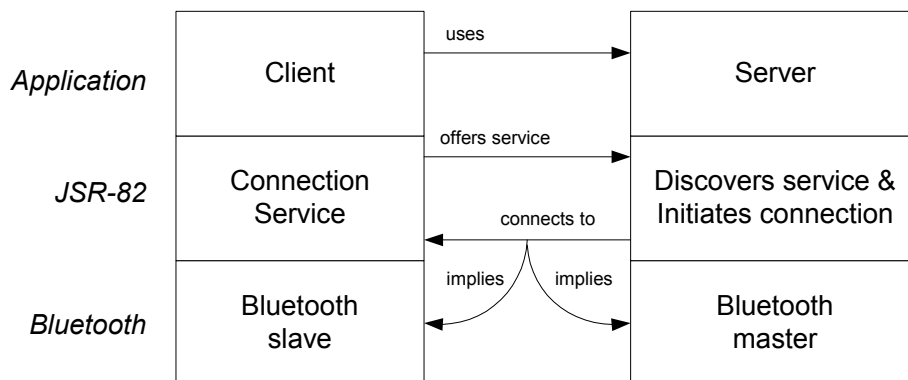 uses
Application
Client
Server
offers service
JSR-82
Connection
Service
Discovers service &
Initiates connection
connects to
implies
implies
Bluetooth
Bluetooth
slave
Bluetooth
master